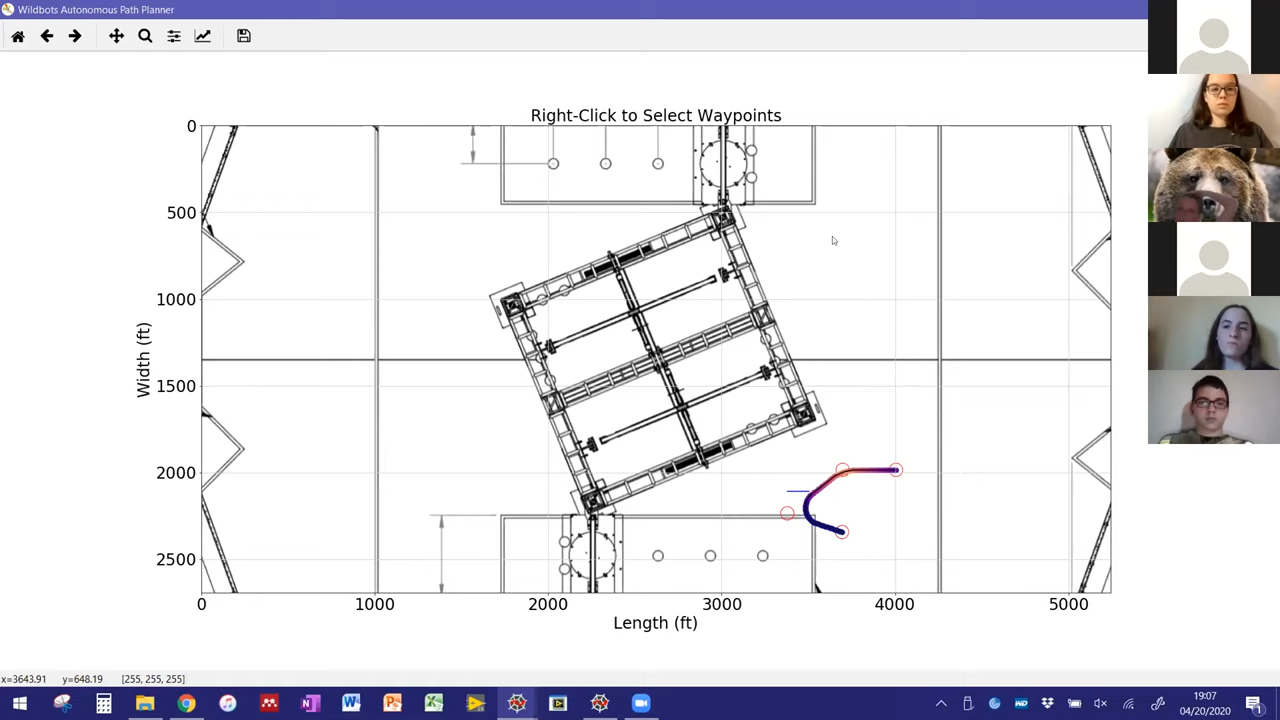 Wildbots Autonomous Path Planner
Right-Click to Select Waypoints
0
500
1000
1500
2000
2500
Width (ft)
0
1000
2000
3000
4000
5000
Length (ft)
x=3643.91 y=648.19 [255, 255, 255]
19:07
04/20/2020